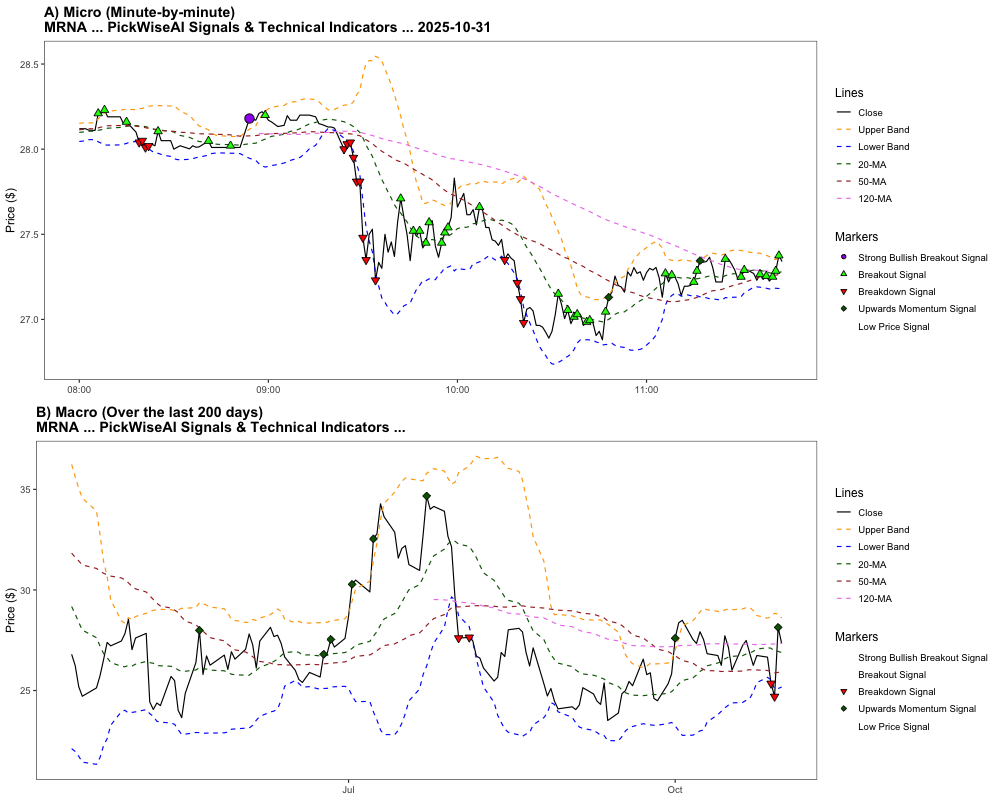 A) Micro (Minute-by-minute)
MRNA ... PickWiseAI Signals & Technical Indicators ... 2025-10-31
28.5
28.0
27.5
27.0
Price ($)
08:00
09:00
10:00
11:00
Lines
Close
Upper Band
Lower Band
20-MA
50-MA
120-MA
Markers
Strong Bullish Breakout Signal
Breakout Signal
Breakdown Signal
Upwards Momentum Signal
Low Price Signal
B) Macro (Over the last 200 days)
MRNA ... PickWiseAI Signals & Technical Indicators ...
35
30
25
Price ($)
Jul
Oct
Lines
Close
Upper Band
Lower Band
20-MA
50-MA
120-MA
Markers
Strong Bullish Breakout Signal
Breakout Signal
Breakdown Signal
Upwards Momentum Signal
Low Price Signal